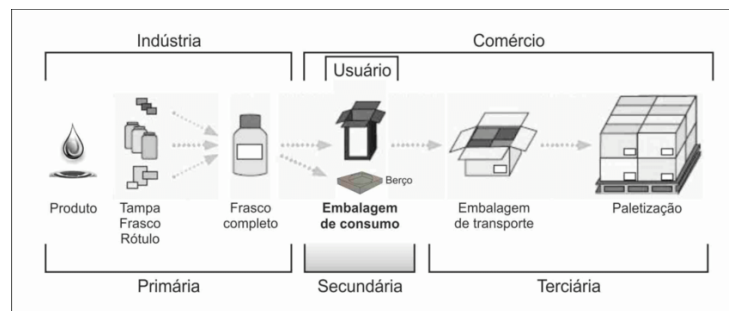 Indústria
Comércio
Usuário
Berço
Produto
Tampa
Frasco
Rótulo
Frasco
completo
Embalagem
de consumo
Embalagem
de transporte
Paletização
Primária
Secundária
Terciária